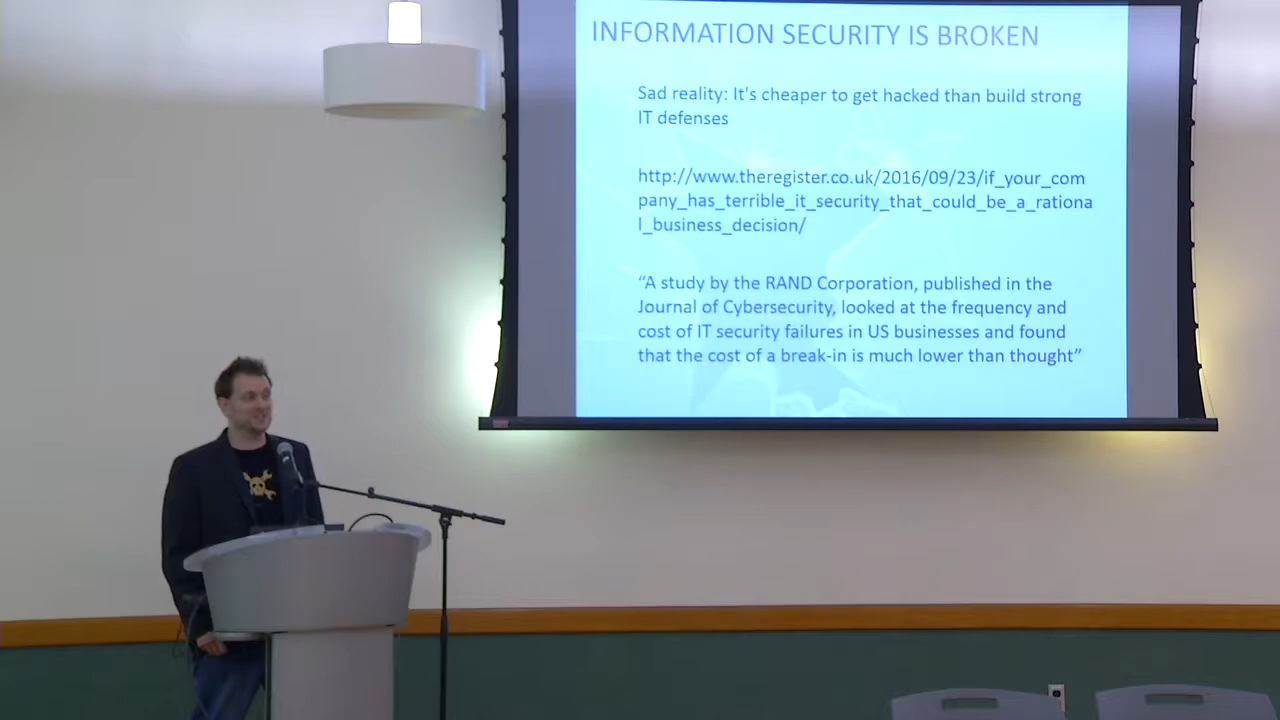 INFORMATION SECURITY IS BROKEN
Sad reality: It's cheaper to get hacked than build strong
IT defenses
http://www.theregister.co.uk/2016/09/23/if_your_com
pany_has_terrible_it_security_that_could_be_a_rationa
l_business_decision/
“A study by the RAND Corporation, published in the
Journal of Cybersecurity, looked at the frequency and
cost of IT security failures in US businesses and found
that the cost of a break-in is much lower than thought”